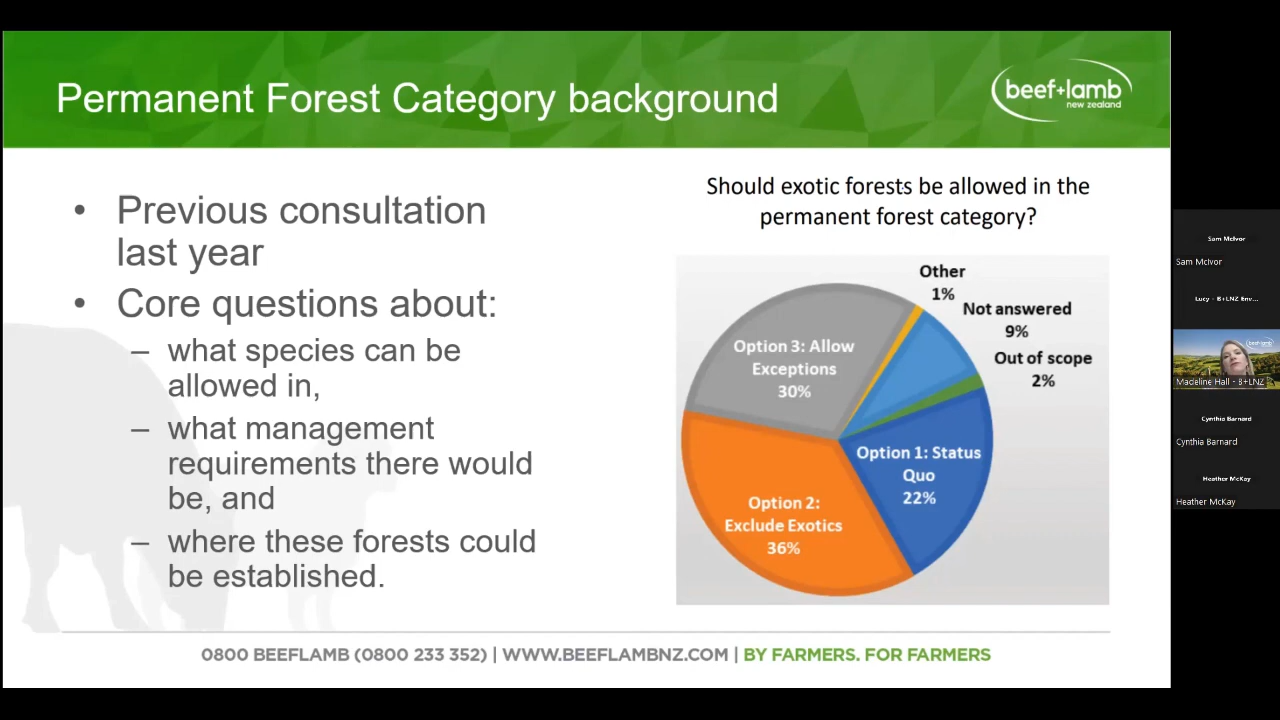 Permanent Forest Category background
beef+lamb
new zealand
• Previous consultation
last year
• Core questions about:
– what species can be
allowed in,
– what management
requirements there would
be, and
– where these forests could
be established.
Should exotic forests be allowed in the
permanent forest category?
Other
1%
Not answered
9%
Out of scope
2%
Option 3: Allow
Exceptions
30%
Option 1: Status
Quo
22%
Option 2:
Exclude Exotics
36%
0800 BEEFLAMB (0800 233 352) | WWW.BEEFLAMBNZ.COM | BY FARMERS. FOR FARMERS
Sam McIvor
Sam McIvor
Lucy - B+LNZ Env...
beef+lamb
Madeline Hall - B+LNZ
Cynthia Barnard
Cynthia Barnard
Heather McKay
Heather McKay